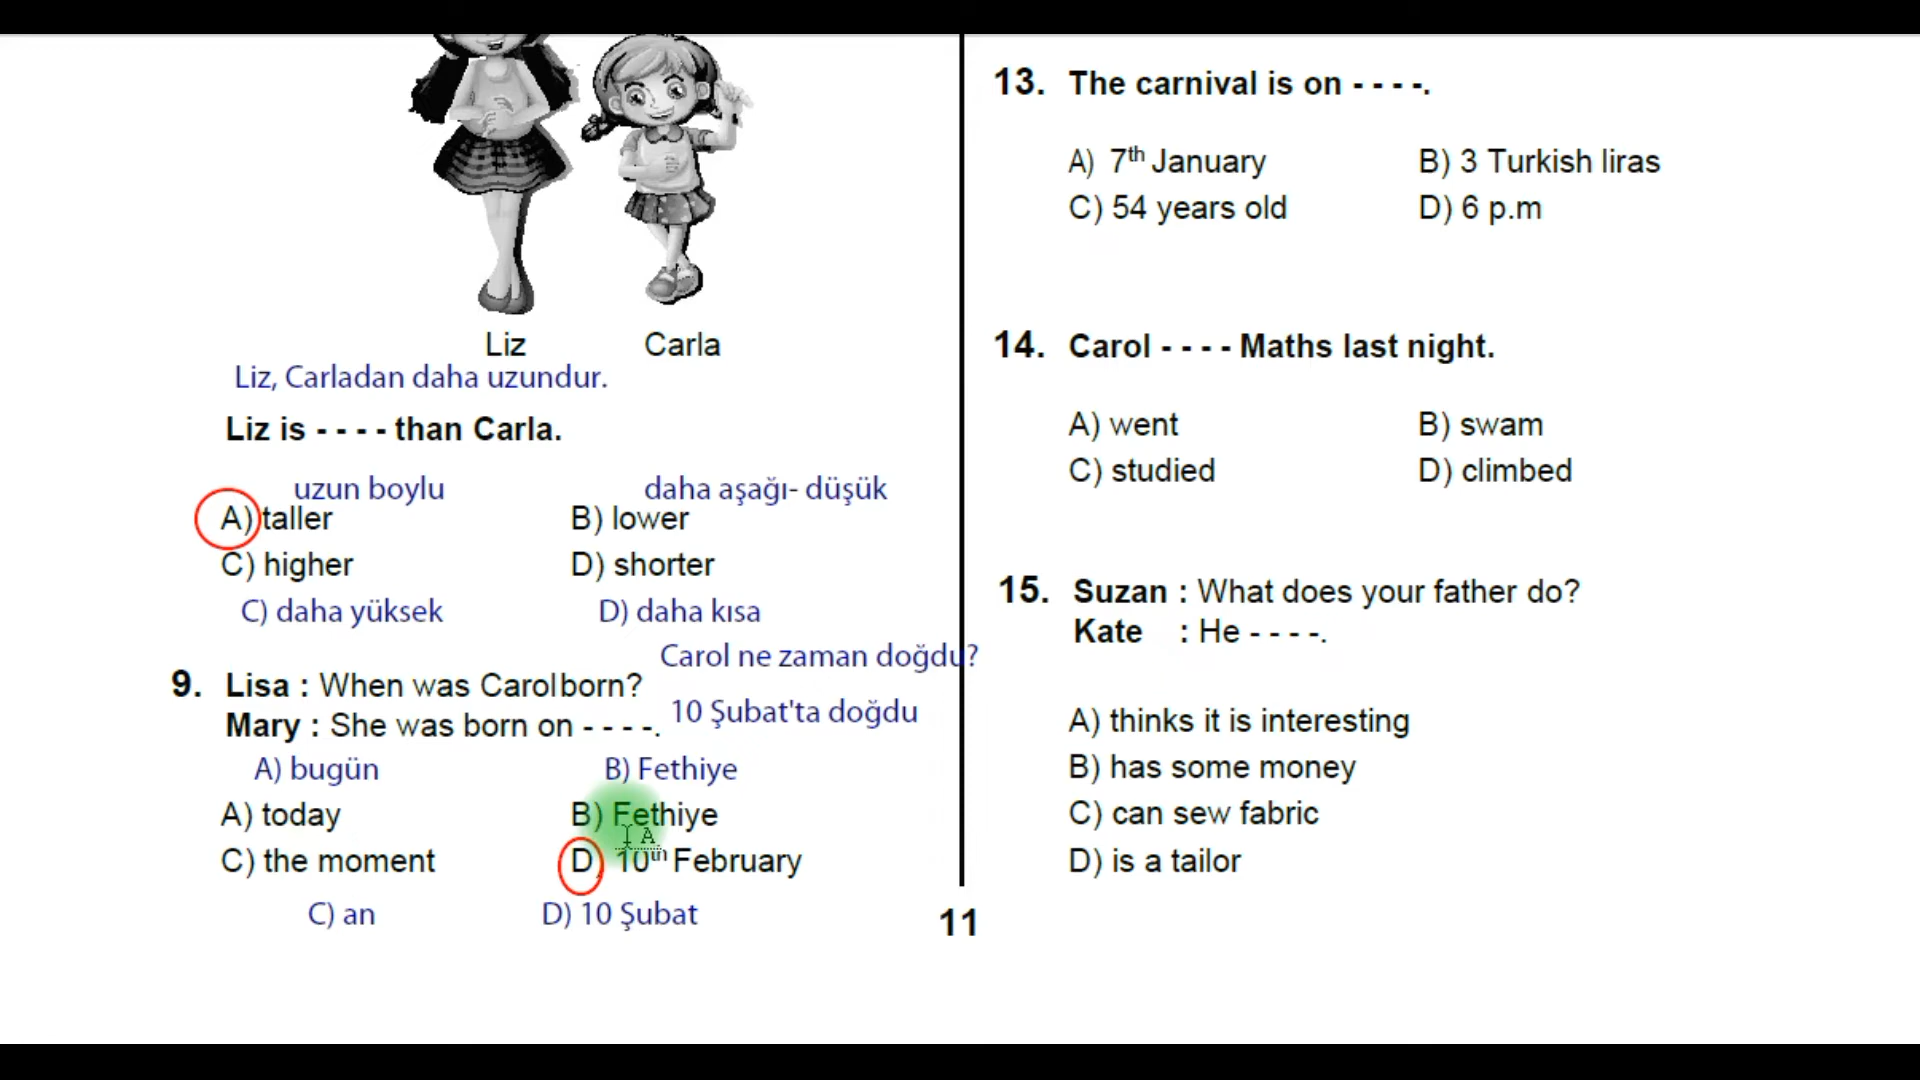 Liz Carla
Liz, Carladan daha uzundur.
Liz is - - - - than Carla.
uzun boylu daha aşağı- düşük
A) taller B) lower
C) higher D) shorter
C) daha yüksek D) daha kısa
Carol ne zaman doğdu?
9. Lisa : When was Carol born?
10 Şubat'ta doğdu
Mary : She was born on - - - -.
A) bugün B) Fethiye
A) today B) Fethiye
A
C) the moment D) 10th February
C) an D) 10 Şubat
13. The carnival is on - - - -.
A) 7th January B) 3 Turkish liras
C) 54 years old D) 6 p.m
14. Carol - - - - Maths last night.
A) went B) swam
C) studied D) climbed
15. Suzan : What does your father do?
Kate : He - - - -.
A) thinks it is interesting
B) has some money
C) can sew fabric
D) is a tailor
11